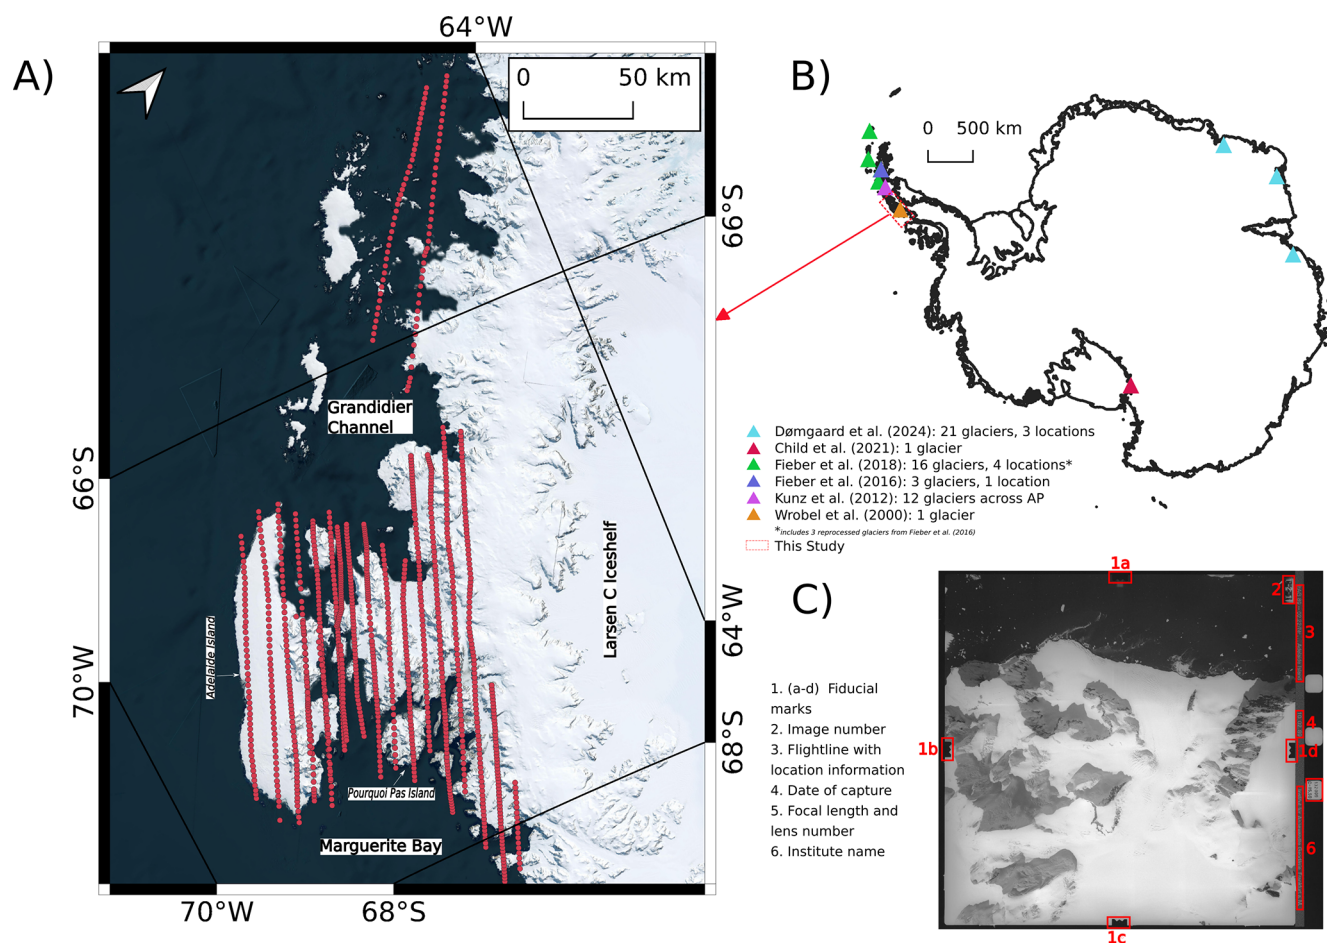 A)
64°W
0 50 km
66°S
Grandidier
Channel
66°S
Larsen C Iceshelf
Adelaide Island
64°W
70°W
68°S
Pourquoi Pas Island
Marguerite Bay
70°W
68°S
B)
0 500 km
Dømgaard et al. (2024): 21 glaciers, 3 locations
Child et al. (2021): 1 glacier
Fieber et al. (2018): 16 glaciers, 4 locations*
Fieber et al. (2016): 3 glaciers, 1 location
Kunz et al. (2012): 12 glaciers across AP
Wrobel et al. (2000): 1 glacier
*includes 3 reprocessed glaciers from Fieber et al. (2016)
This Study
C)
1. (a-d) Fiducial
marks
2. Image number
3. Flightline with
location information
4. Date of capture
5. Focal length and
lens number
6. Institute name
1a
2
3
4
1b
1d
6
1c